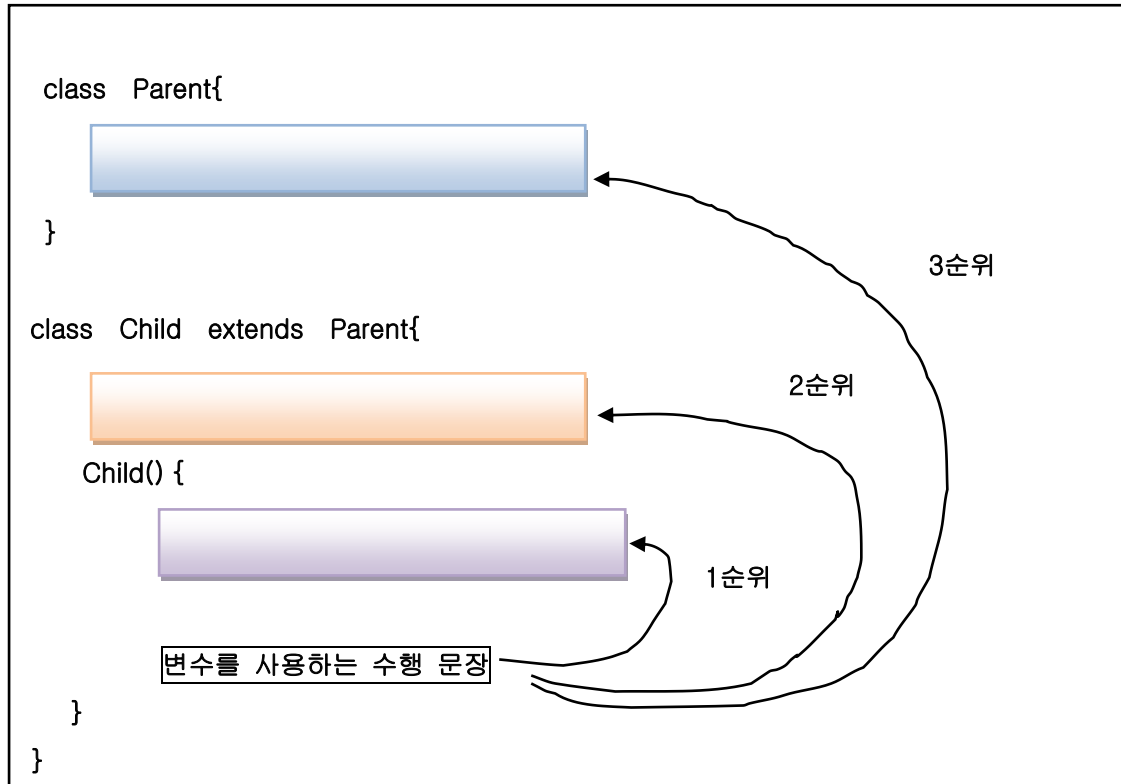 class Parent{
}
3순위
class Child extends Parent{
2순위
Child() {
1순위
변수를 사용하는 수행 문장
}
}